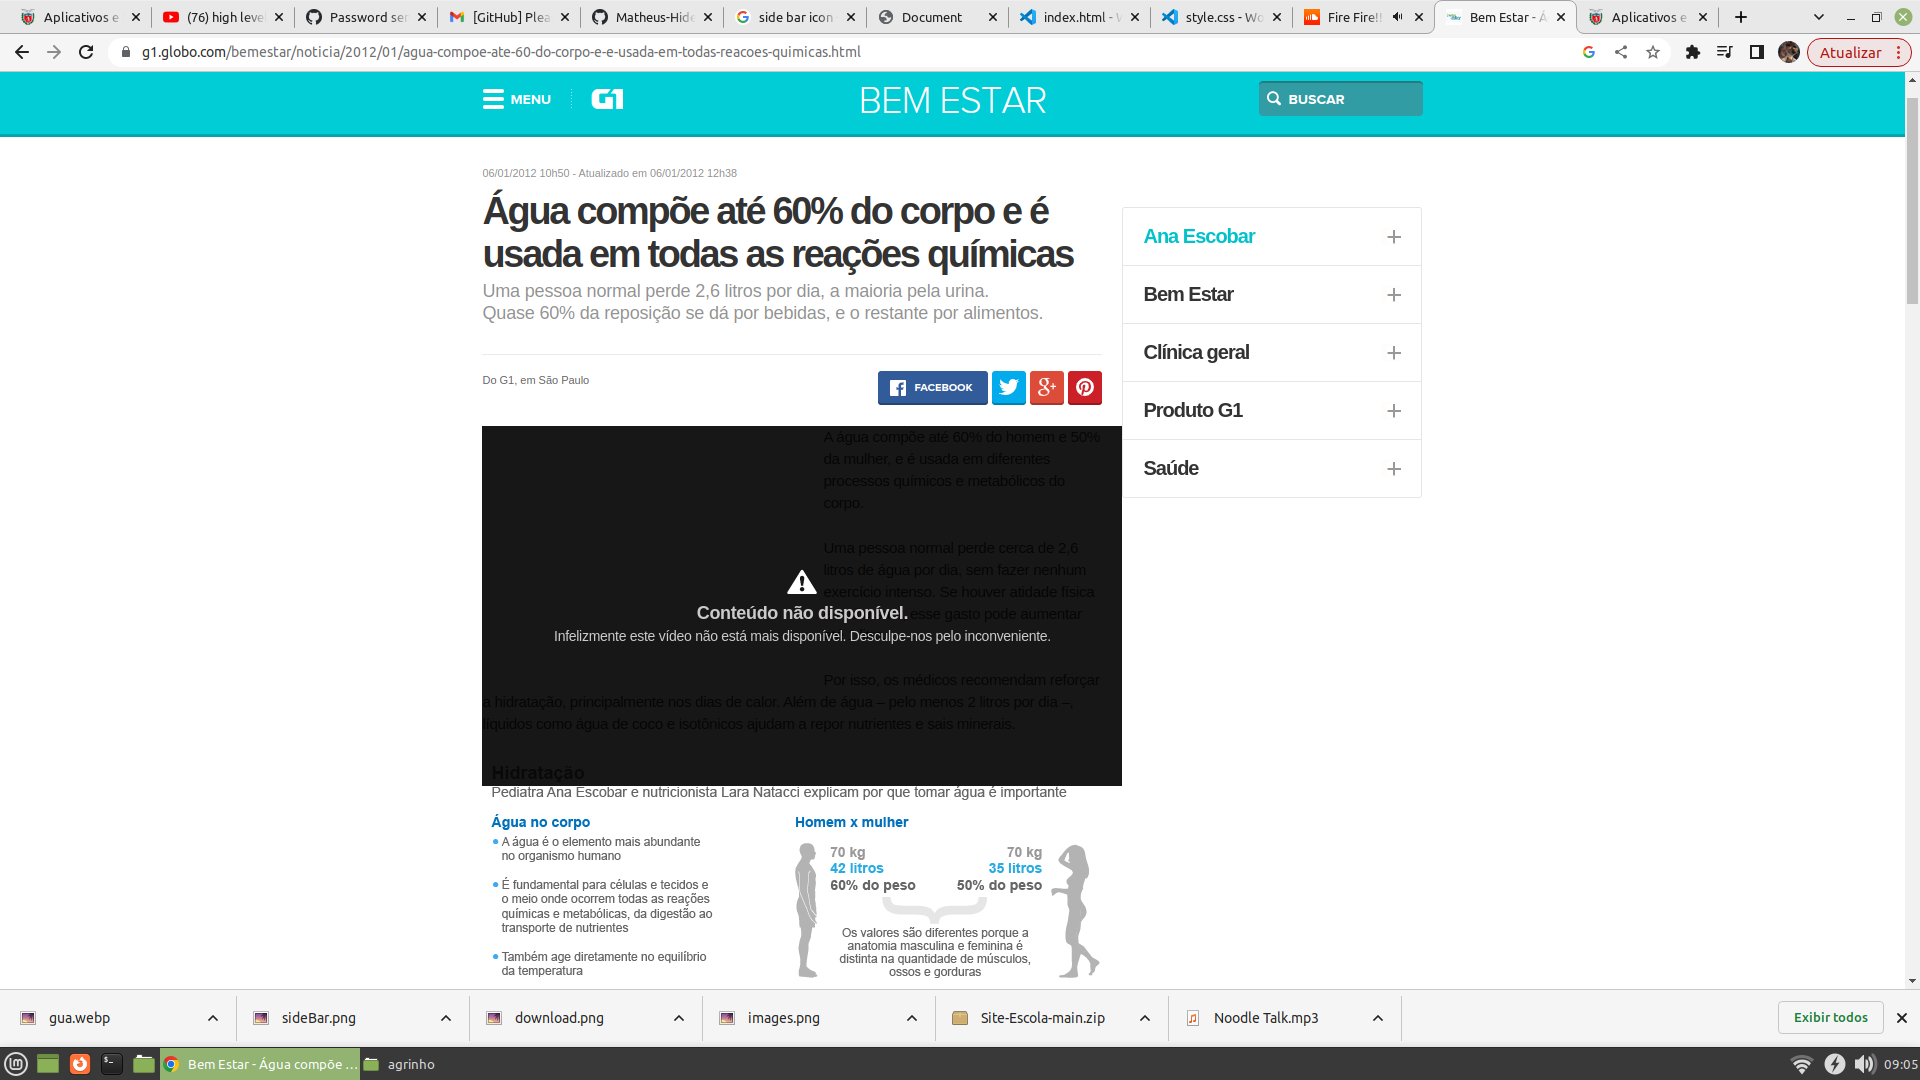 Aplicativos e
(76) high leve
Password ser
[GitHub] Plea
Matheus-Hide
side bar icon
Document
index.html - W
style.css - Wo
Fire Fire!!
Bem Estar - Á
Aplicativos e
g1.globo.com/bemestar/noticia/2012/01/agua-compoe-ate-60-do-corpo-e-e-usada-em-todas-reacoes-quimicas.html
Atualizar
MENU
G1
BEM ESTAR
BUSCAR
06/01/2012 10h50 - Atualizado em 06/01/2012 12h38
Água compõe até 60% do corpo e é
usada em todas as reações químicas
Uma pessoa normal perde 2,6 litros por dia, a maioria pela urina.
Quase 60% da reposição se dá por bebidas, e o restante por alimentos.
Do G1, em São Paulo
FACEBOOK
Ana Escobar
Bem Estar
Clínica geral
Produto G1
Saúde
A água compõe até 60% do homem e 50%
da mulher, e é usada em diferentes
processos químicos e metabólicos do
corpo.
Uma pessoa normal perde cerca de 2,6
litros de água por dia, sem fazer nenhum
exercício intenso. Se houver atidade física
esse gasto pode aumentar
Conteúdo não disponível.
Infelizmente este vídeo não está mais disponível. Desculpe-nos pelo inconveniente.
Por isso, os médicos recomendam reforçar
a hidratação, principalmente nos dias de calor. Além de água – pelo menos 2 litros por dia –,
líquidos como água de coco e isotônicos ajudam a repor nutrientes e sais minerais.
Hidratação
Pediatra Ana Escobar e nutricionista Lara Natacci explicam por que tomar água é importante
Água no corpo
• A água é o elemento mais abundante
no organismo humano
• É fundamental para células e tecidos e
o meio onde ocorrem todas as reações
químicas e metabólicas, da digestão ao
transporte de nutrientes
• Também age diretamente no equilíbrio
da temperatura
Homem x mulher
70 kg
42 litros
60% do peso
70 kg
35 litros
50% do peso
Os valores são diferentes porque a
anatomia masculina e feminina é
distinta na quantidade de músculos,
ossos e gorduras
gua.webp
sideBar.png
download.png
images.png
Site-Escola-main.zip
Noodle Talk.mp3
Exibir todos
Bem Estar - Água compõe ...
agrinho
09:05